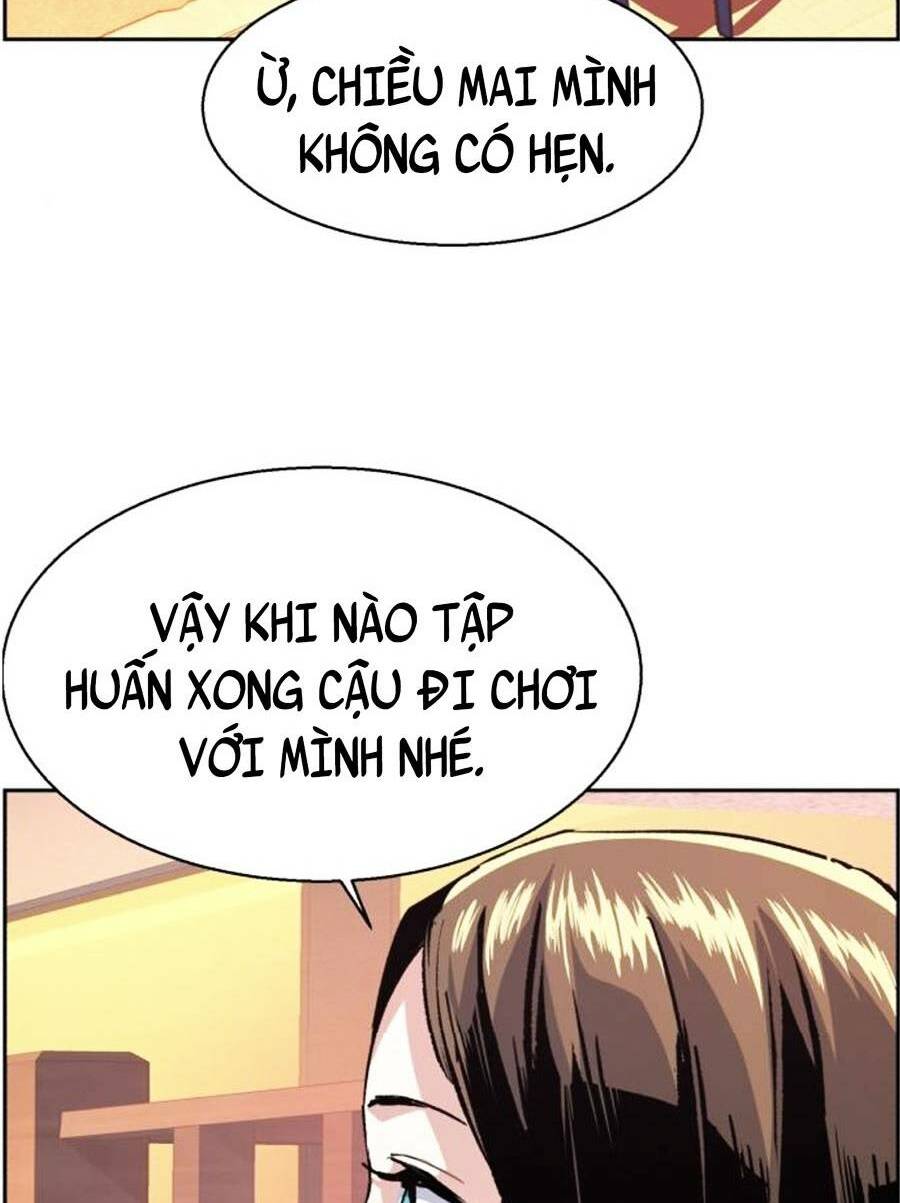 Ừ, CHIỀU MAI MÌNH
KHÔNG CÓ HẸN.
VẬY KHI NÀO TẬP
HUẤN XONG CẬU ĐI CHƠI
VỚI MÌNH NHÉ.